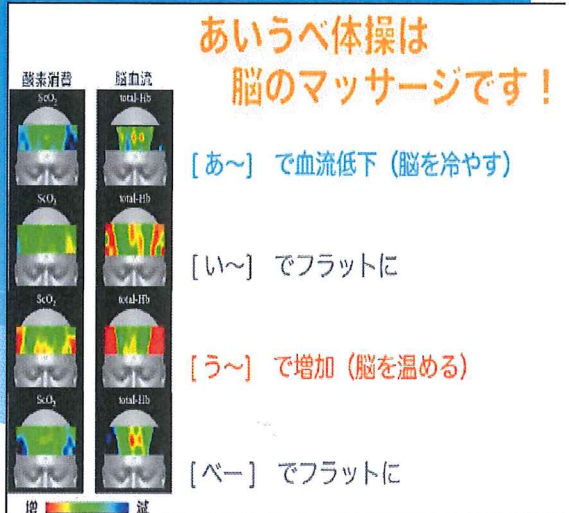 あいうべ体操は
脳のマッサージです！
酸素消費 脳血流
ScO₂ total-Hb
[あ～] で血流低下（脳を冷やす）
ScO₂ total-Hb
[い～] でフラットに
ScO₂ total-Hb
[う～] で増加（脳を温める）
ScO₂ total-Hb
[べー] でフラットに
増 減